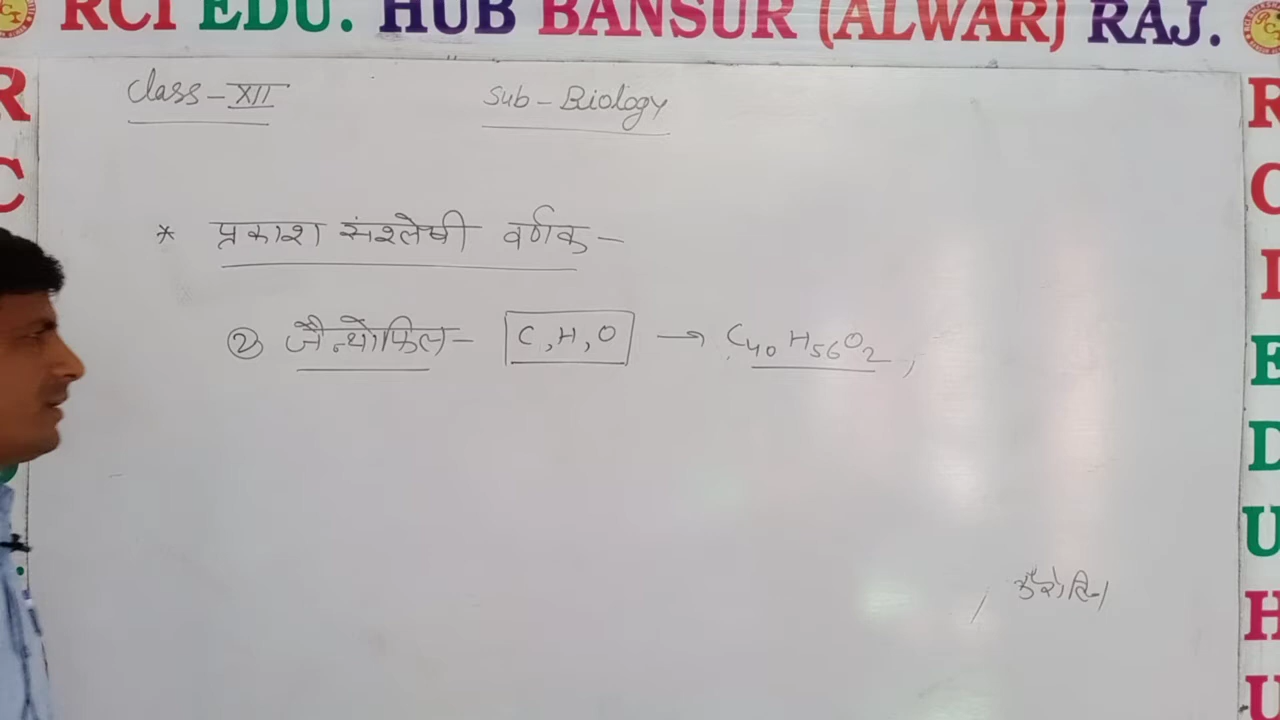 RCI EDU. HUB BANSUR (ALWAR) RAJ.
Class - XII
Sub - Biology
* प्रकाश संश्लेषी वर्णक -
② जैन्थोफिल - C, H, O → C₄₀H₅₆O₂,
, कैरोटिन
R
C
R
C
I
E
D
U
H
U